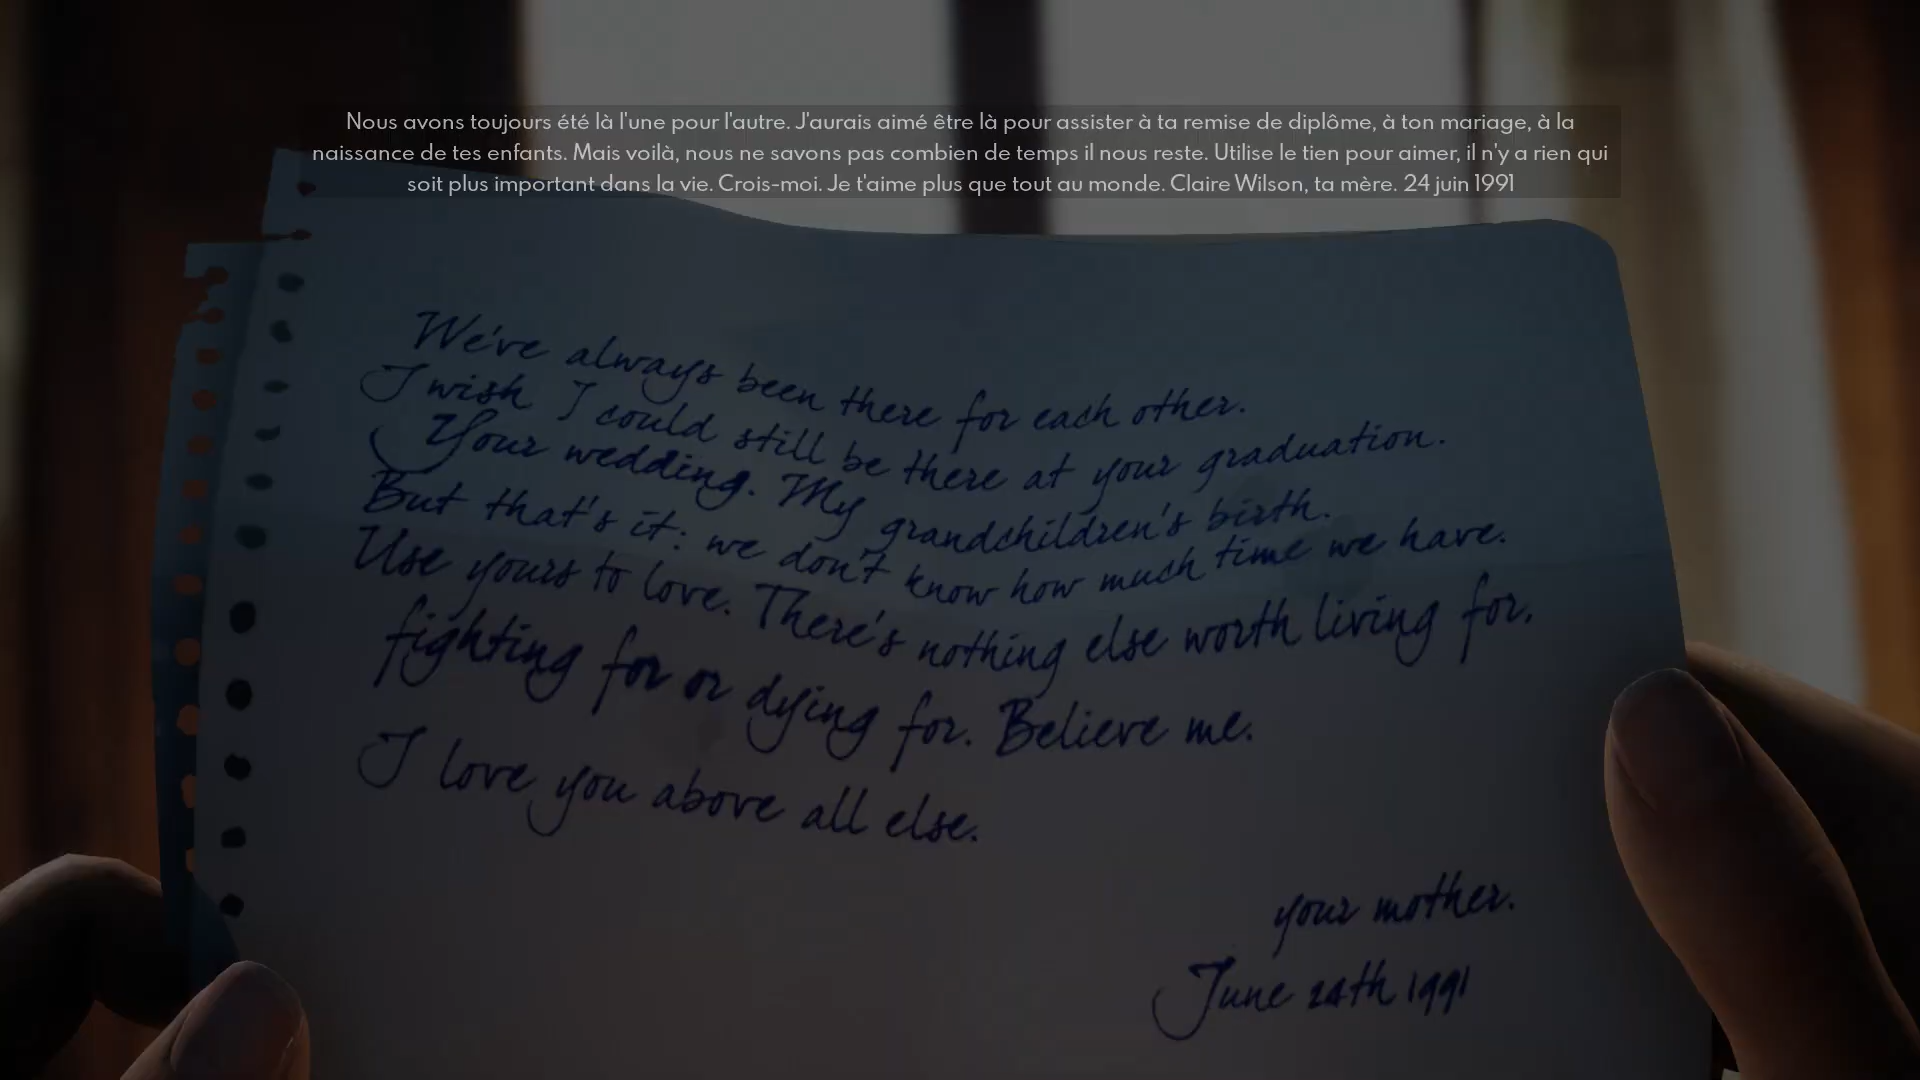 Nous avons toujours été là l'une pour l'autre. J'aurais aimé être là pour assister à ta remise de diplôme, à ton mariage, à la
naissance de tes enfants. Mais voilà, nous ne savons pas combien de temps il nous reste. Utilise le tien pour aimer, il n'y a rien qui
soit plus important dans la vie. Crois-moi. Je t'aime plus que tout au monde. Claire Wilson, ta mère. 24 juin 1991
We've always been there for each other.
I wish I could still be there at your graduation.
Your wedding. My grandchildren's birth.
But that's it: we don't know how much time we have.
Use yours to love. There's nothing else worth living for,
fighting for or dying for. Believe me.
I love you above all else.
your mother.
June 24th 1991